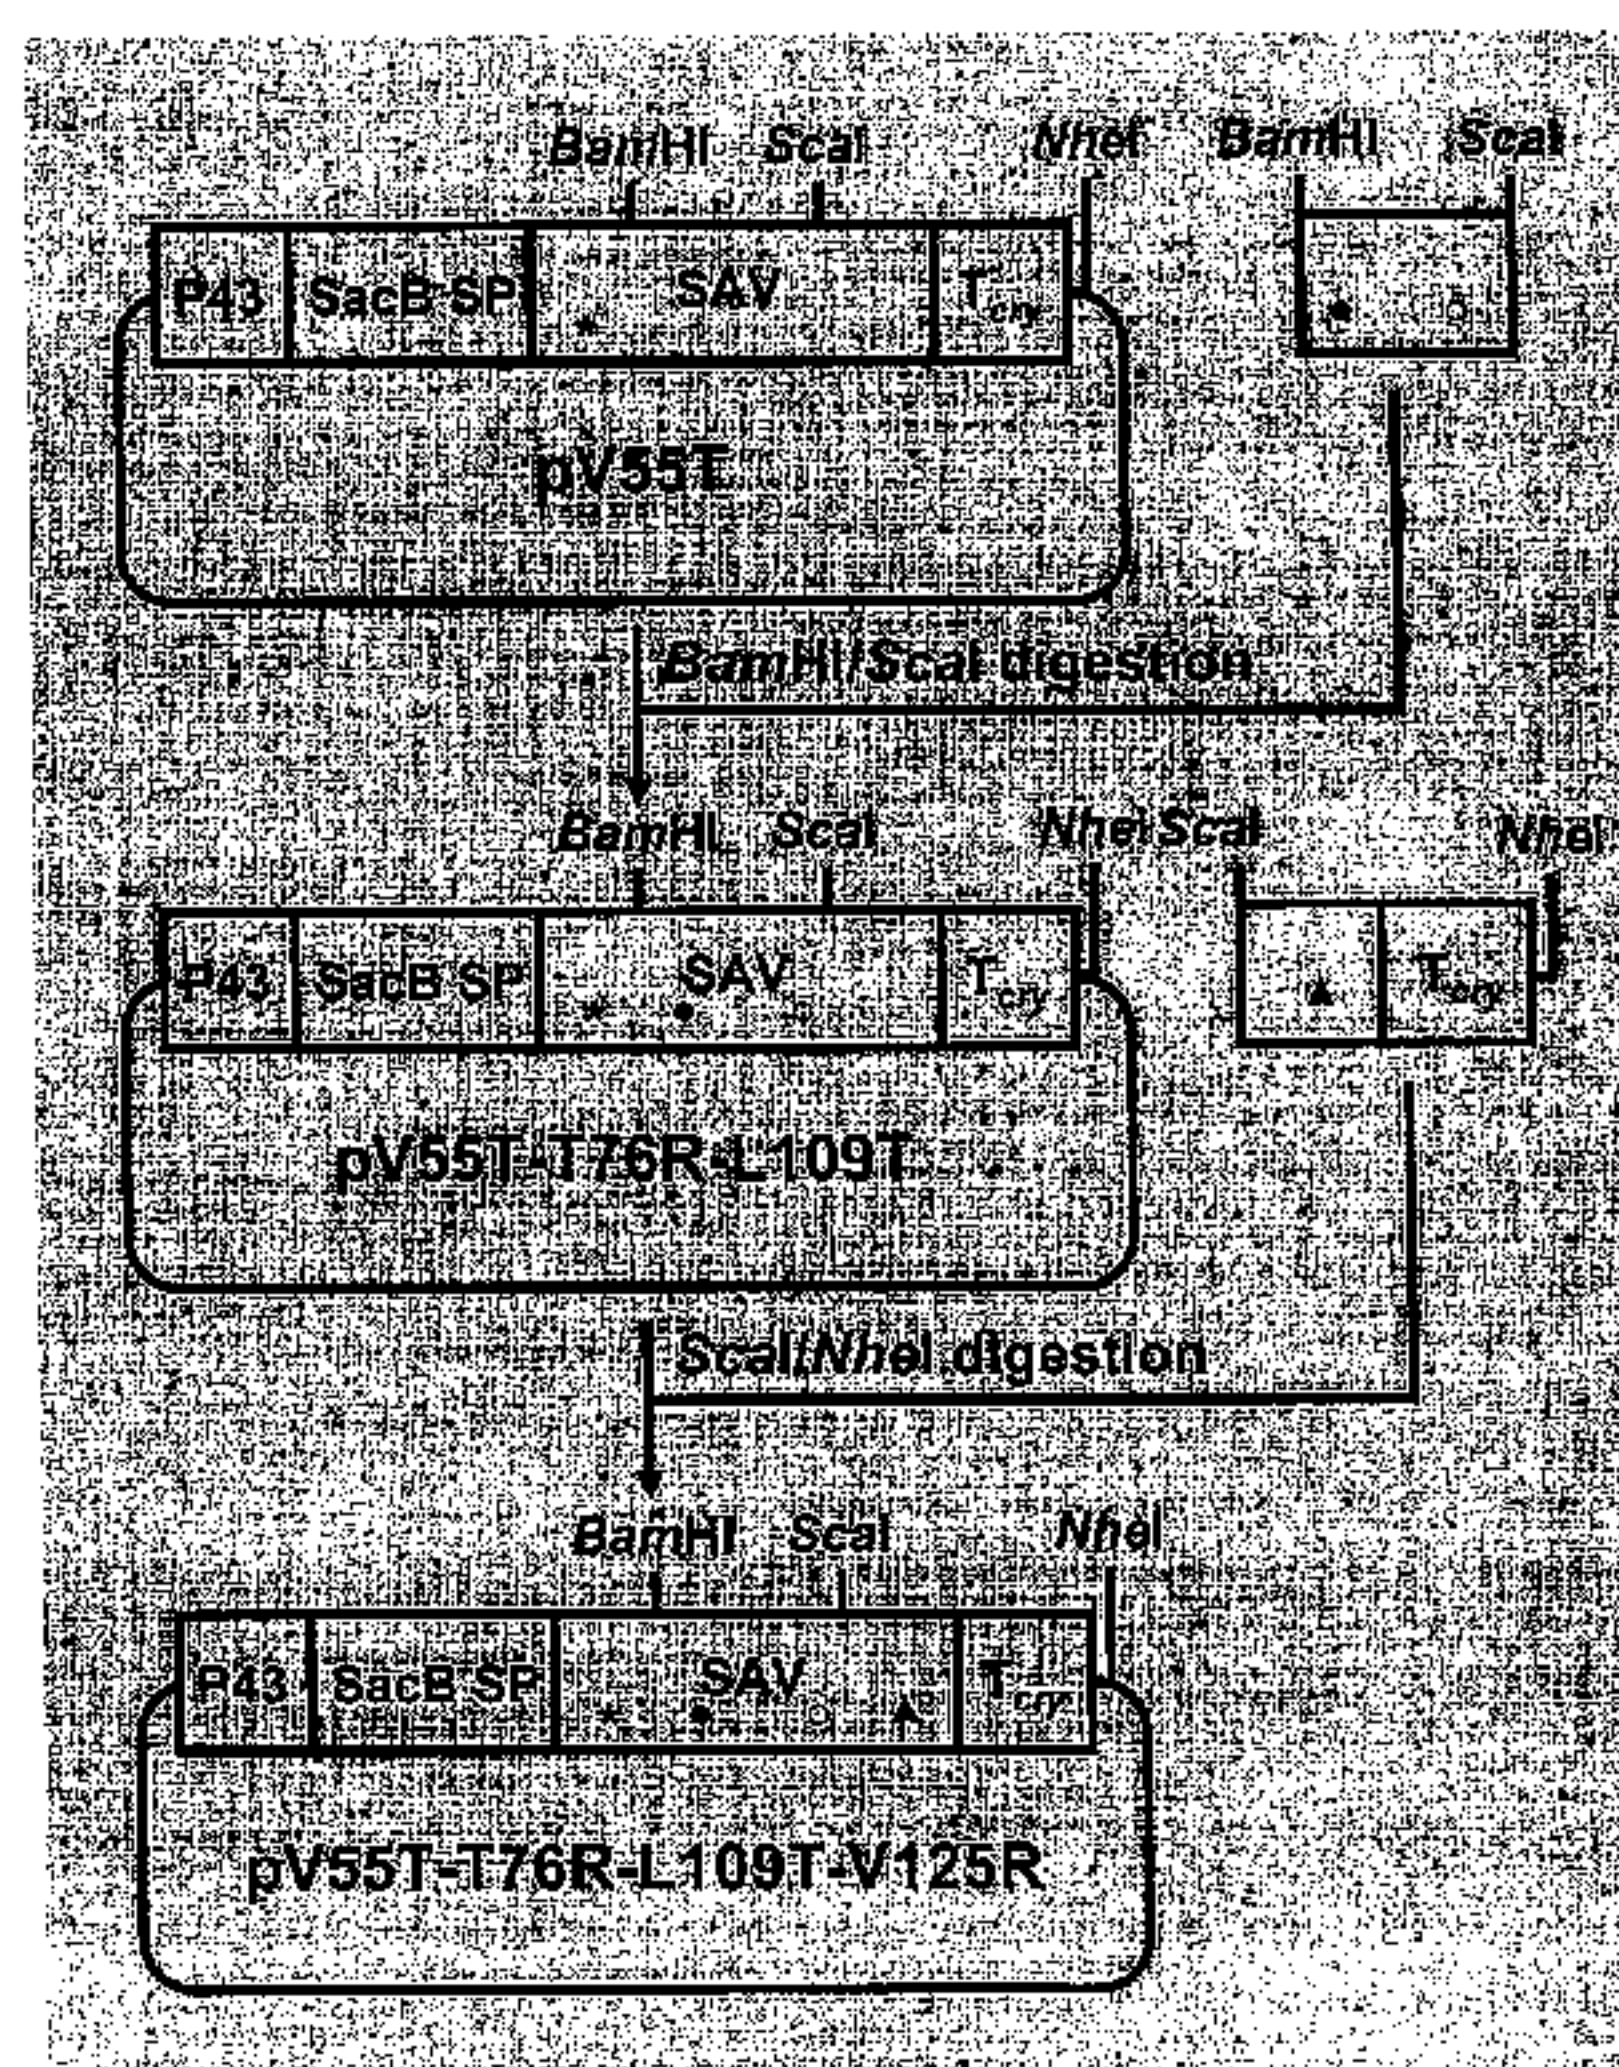 BamHI ScaI NheI BamHI ScaI
P43 SacB SP SAV Tcry
pV55T
BamHI/ScaI digestion
BamHI ScaI NheI ScaI NheI
P43 SacB SP SAV Tcry Tcry
pV55T-T76R-L109T
ScaI/NheI digestion
BamHI ScaI NheI
P43 SacB SP SAV Tcry
pV55T-T76R-L109T-V125R